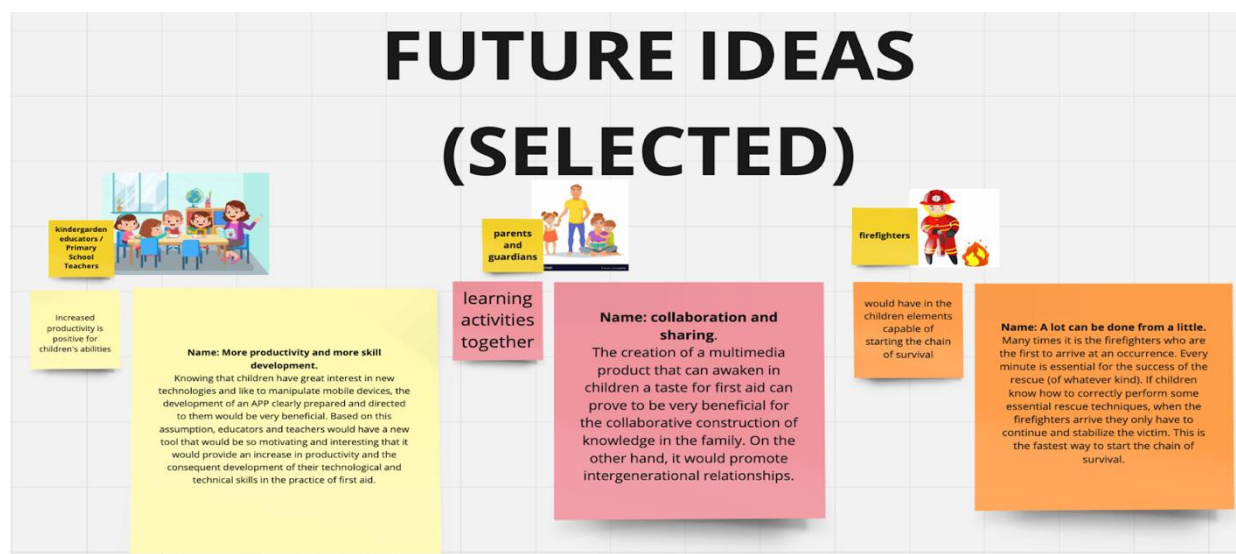 FUTURE IDEAS
(SELECTED)
kindergarden
educators /
Primary
School
Teachers
Increased
productivity is
positive for
children's abilities
Name: More productivity and more skill
development.
Knowing that children have great interest in new
technologies and like to manipulate mobile devices, the
development of an APP clearly prepared and directed
to them would be very beneficial. Based on this
assumption, educators and teachers would have a new
tool that would be so motivating and interesting that it
would provide an increase in productivity and the
consequent development of their technological and
technical skills in the practice of first aid.
parents
and
guardians
learning
activities
together
Name: collaboration and
sharing.
The creation of a multimedia
product that can awaken in
children a taste for first aid can
prove to be very beneficial for
the collaborative construction of
knowledge in the family. On the
other hand, it would promote
intergenerational relationships.
firefighters
would have in the
children elements
capable of
starting the chain
of survival
Name: A lot can be done from a little.
Many times it is the firefighters who are
the first to arrive at an occurrence. Every
minute is essential for the success of the
rescue (of whatever kind). If children
know how to correctly perform some
essential rescue techniques, when the
firefighters arrive they only have to
continue and stabilize the victim. This is
the fastest way to start the chain of
survival.